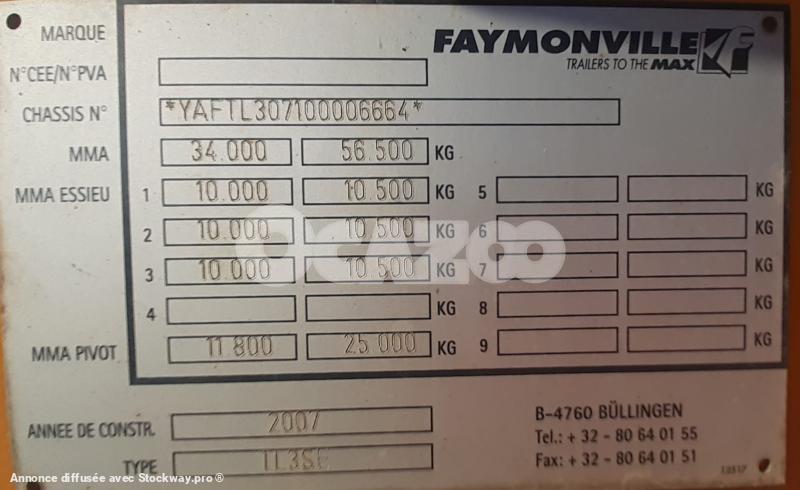 MARQUE
FAYMONVILLE
TRAILERS TO THE MAX
N°CEE/N°PVA
CHASSIS N° *YAFTL307100006664*
MMA 34.000 56.500 KG
MMA ESSIEU 1 10.000 10.500 5 KG
2 10.000 10.500 6 KG
3 10.000 10.500 7 KG
4 KG 8 KG
MMA PIVOT 11.800 25.000 KG 9 KG
OCAZOO
ANNEE DE CONSTR. 2007
TYPE TL3SE
B-4760 BÜLLINGEN
Tel.: + 32 - 80 64 01 55
Fax: + 32 - 80 64 01 51
Annonce diffusée avec Stockway.pro®